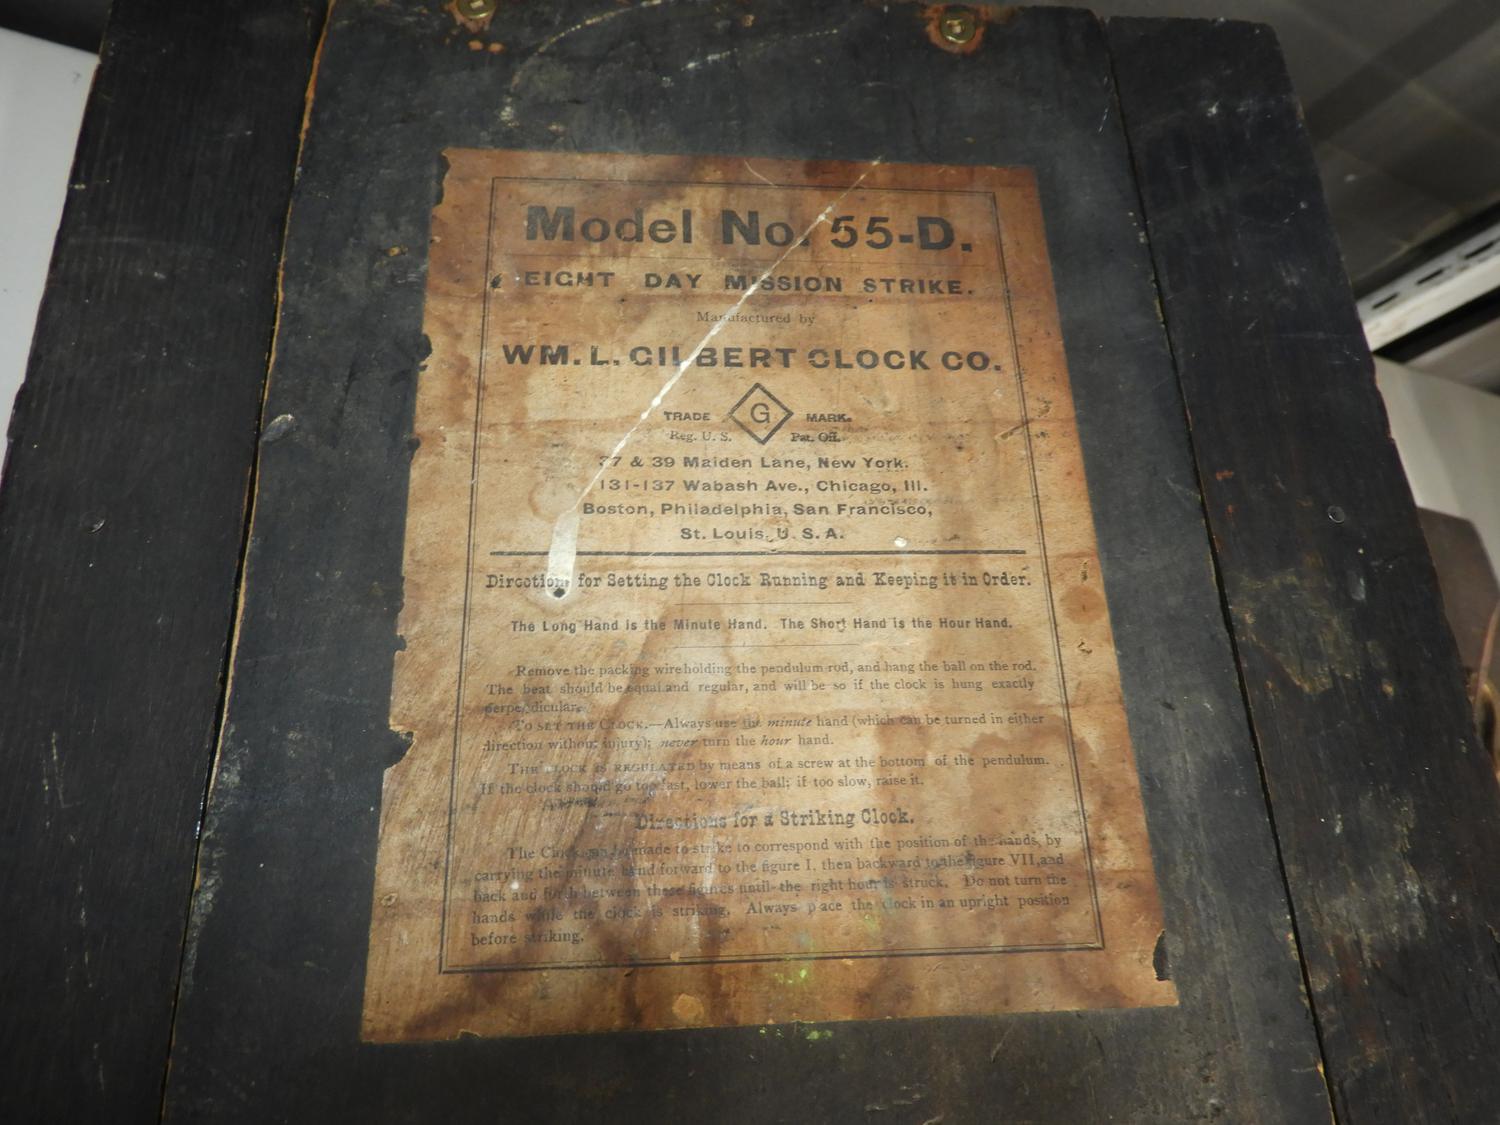 Model No. 55-D.
EIGHT DAY MISSION STRIKE.
Manufactured by
WM. L. GILBERT CLOCK CO.
TRADE G MARK.
Reg. U. S. Pat. Off.
37 & 39 Maiden Lane, New York.
131-137 Wabash Ave., Chicago, Ill.
Boston, Philadelphia, San Francisco,
St. Louis, U. S. A.
Directions for Setting the Clock Running and Keeping it in Order.
The Long Hand is the Minute Hand. The Short Hand is the Hour Hand.
Remove the packing wire holding the pendulum rod, and hang the ball on the rod.
The beat should be equal and regular, and will be so if the clock is hung exactly
perpendicular.
TO SET THE CLOCK.—Always use the minute hand (which can be turned in either
direction without injury); never turn the hour hand.
THE CLOCK IS REGULATED by means of a screw at the bottom of the pendulum.
If the clock should go too fast, lower the ball; if too slow, raise it.
Directions for a Striking Clock.
The Clock can be made to strike to correspond with the position of the hands, by
carrying the minute hand forward to the figure I, then backward to the figure VII, and
back and forth between these figures until the right hour is struck. Do not turn the
hands while the clock is striking. Always place the clock in an upright position
before striking.